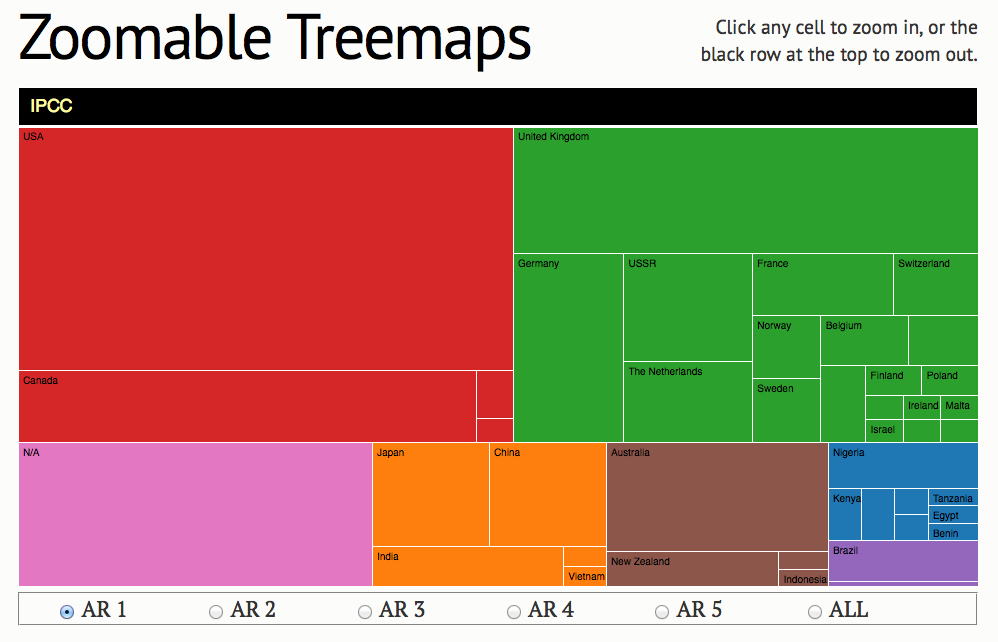 Zoomable Treemaps
Click any cell to zoom in, or the
black row at the top to zoom out.
IPCC
USA
United Kingdom
Germany
USSR
France
Switzerland
Norway
Belgium
Canada
The Netherlands
Sweden
Finland
Poland
Ireland
Malta
Israel
N/A
Japan
China
Australia
Nigeria
Kenya
Tanzania
Egypt
Benin
India
Vietnam
New Zealand
Indonesia
Brazil
AR 1
AR 2
AR 3
AR 4
AR 5
ALL